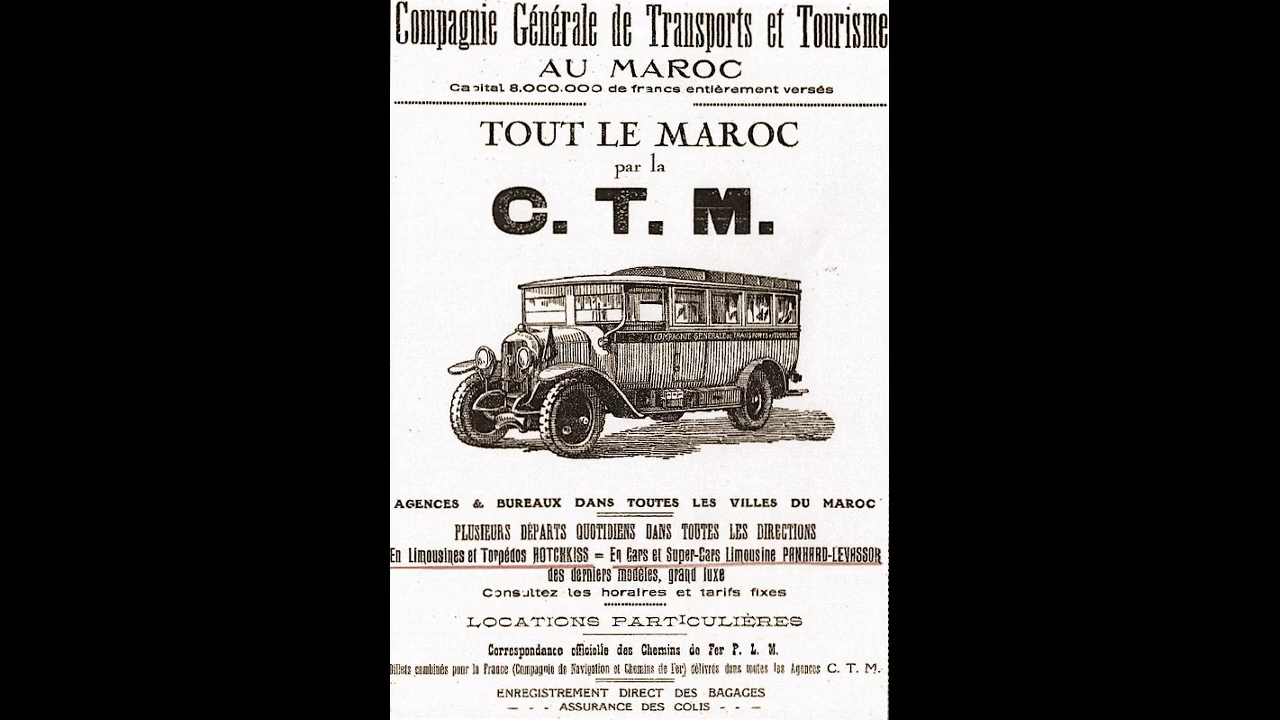 Compagnie Générale de Transports et Tourisme
AU MAROC
Capital 8.000.000 de francs entièrement versés
TOUT LE MAROC
par la
C. T. M.
COMPAGNIE GENERALE DE TRANSPORTS & TOURISME
AGENCES & BUREAUX DANS TOUTES LES VILLES DU MAROC
PLUSIEURS DÉPARTS QUOTIDIENS DANS TOUTES LES DIRECTIONS
En Limousines et Torpédos HOTCHKISS = En Cars et Super-Cars Limousine PANHARD-LEVASSOR
des derniers modèles, grand luxe
Consultez les horaires et tarifs fixes
LOCATIONS PARTICULIÈRES
Correspondance officielle des Chemins de Fer P. L. M.
Billets combinés pour la France (Compagnie de Navigation et Chemins de Fer) délivrés dans toutes les Agences C. T. M.
ENREGISTREMENT DIRECT DES BAGAGES
- - - ASSURANCE DES COLIS - - -